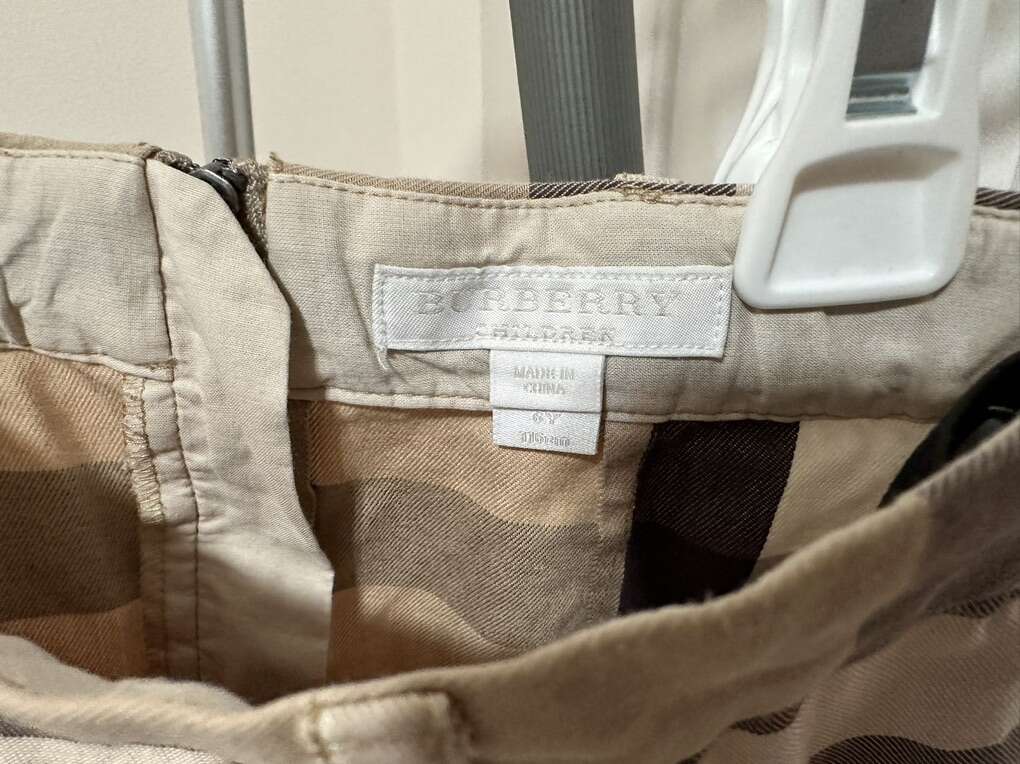 BURBERRY
CHILDREN
MADE IN
CHINA
6Y
116cm